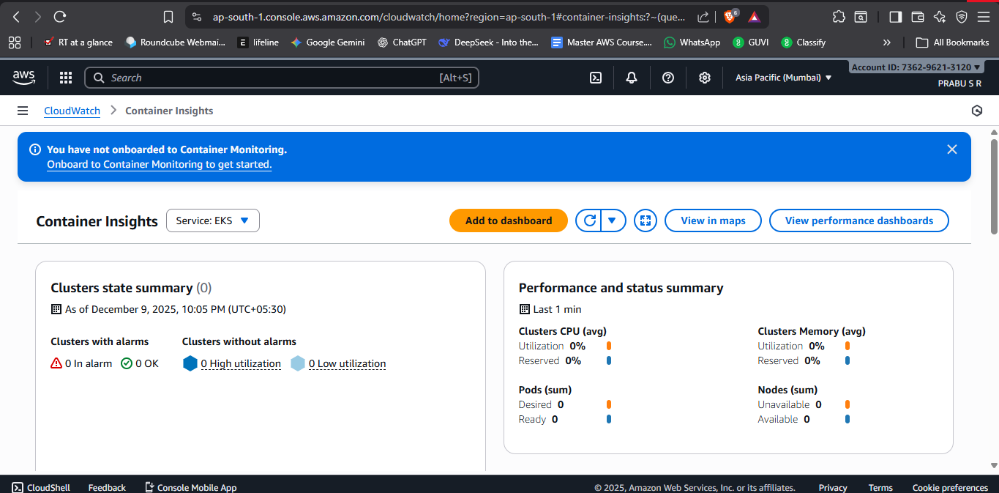 ap-south-1.console.aws.amazon.com/cloudwatch/home?region=ap-south-1#container-insights:?~(que... 6
RT at a glance Roundcube Webmai... E lifeline Google Gemini ChatGPT DeepSeek - Into the... Master AWS Course.... WhatsApp GUVI Classify » All Bookmarks
aws Search [Alt+S] Asia Pacific (Mumbai) Account ID: 7362-9621-3120
PRABU S R
CloudWatch Container Insights
You have not onboarded to Container Monitoring.
Onboard to Container Monitoring to get started.
Container Insights Service: EKS Add to dashboard View in maps View performance dashboards
Clusters state summary (0)
As of December 9, 2025, 10:05 PM (UTC+05:30)
Clusters with alarms Clusters without alarms
0 In alarm 0 OK 0 High utilization 0 Low utilization
Performance and status summary
Last 1 min
Clusters CPU (avg) Clusters Memory (avg)
Utilization 0% Utilization 0%
Reserved 0% Reserved 0%
Pods (sum) Nodes (sum)
Desired 0 Unavailable 0
Ready 0 Available 0
CloudShell Feedback Console Mobile App © 2025, Amazon Web Services, Inc. or its affiliates. Privacy Terms Cookie preferences